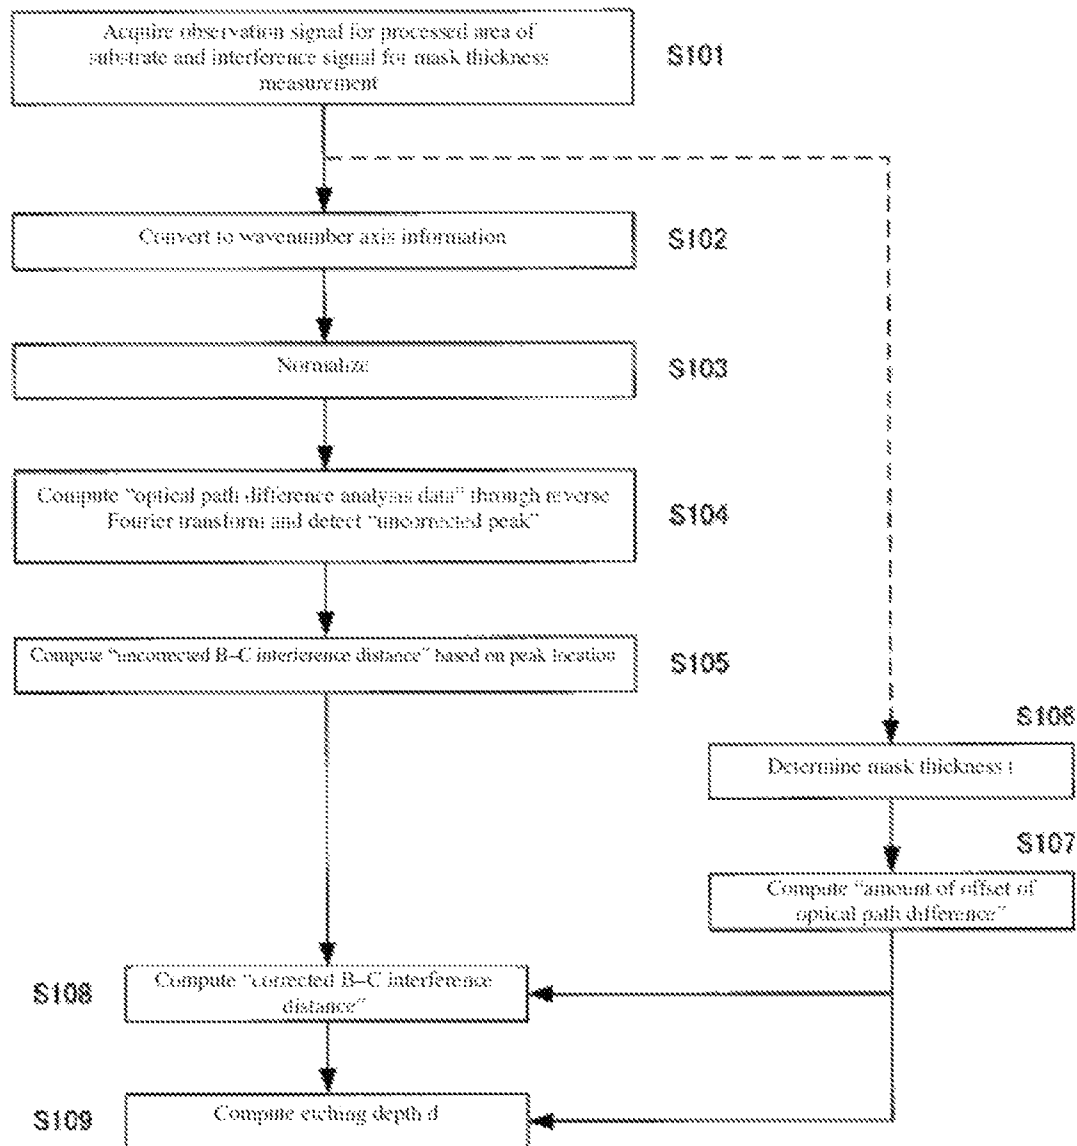 Acquire observation signal for processed area of
substrate and interference signal for mask thickness
measurement
S101
Convert to wavenumber axis information
S102
Normalize
S103
Compute “optical path difference analysis data” through reverse
Fourier transform and detect “uncorrected peak”
S104
Compute “uncorrected B–C interference distance” based on peak location
S105
S106
Determine mask thickness t
S107
Compute “amount of offset of
optical path difference”
S108
Compute “corrected B–C interference
distance”
S109
Compute etching depth d